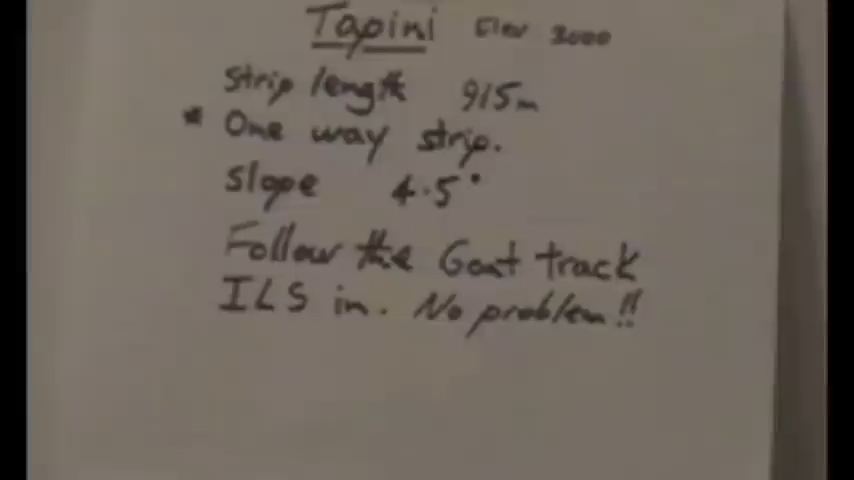 Tapini Elev 3000
Strip length 915m
* One way strip.
Slope 4.5°
Follow the Goat track
ILS in. No problem!!